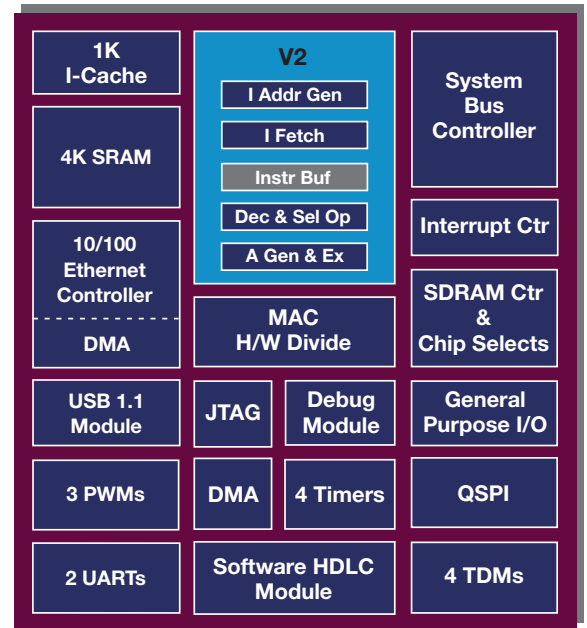 1K
I-Cache
4K SRAM
10/100
Ethernet
Controller
DMA
USB 1.1
Module
3 PWMs
2 UARTs
V2
I Addr Gen
I Fetch
Instr Buf
Dec & Sel Op
A Gen & Ex
MAC
H/W Divide
JTAG
Debug
Module
DMA
4 Timers
Software HDLC
Module
System
Bus
Controller
Interrupt Ctr
SDRAM Ctr
&
Chip Selects
General
Purpose I/O
QSPI
4 TDMs